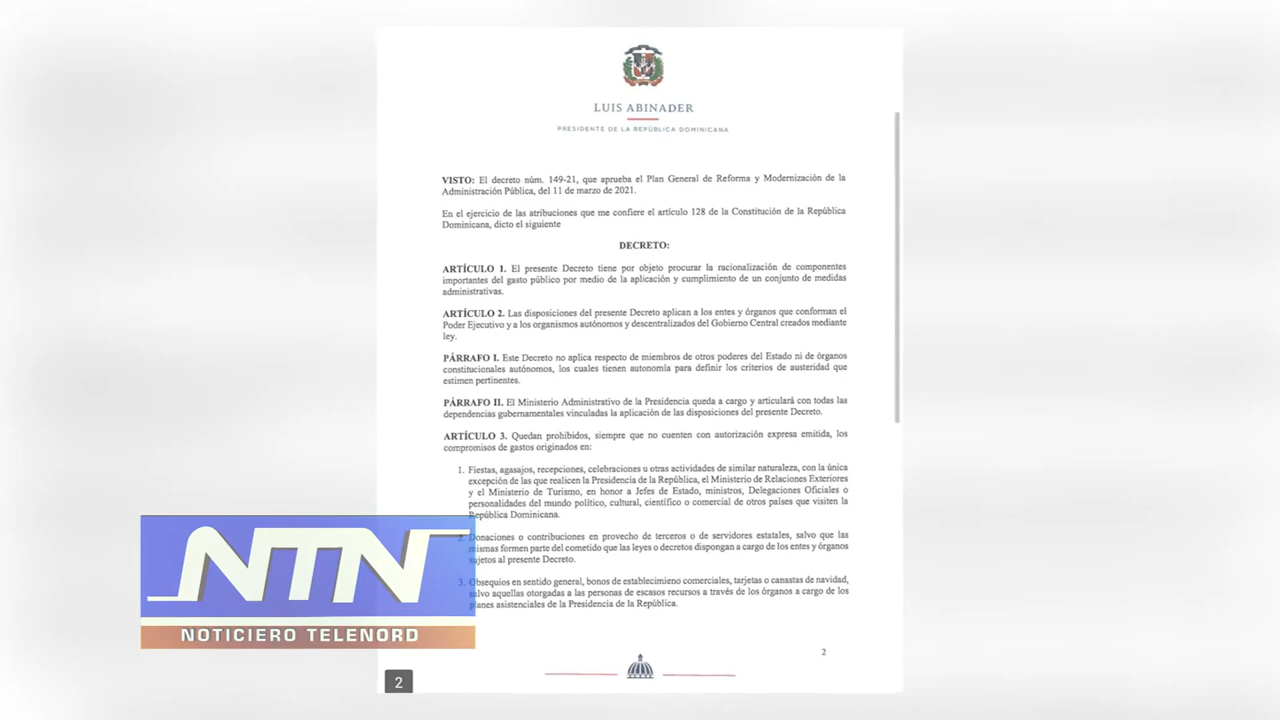 LUIS ABINADER
PRESIDENTE DE LA REPÚBLICA DOMINICANA
VISTO: El decreto núm. 149-21, que aprueba el Plan General de Reforma y Modernización de la
Administración Pública, del 11 de marzo de 2021.
En el ejercicio de las atribuciones que me confiere el artículo 128 de la Constitución de la República
Dominicana, dicto el siguiente
DECRETO:
ARTÍCULO 1. El presente Decreto tiene por objeto procurar la racionalización de componentes
importantes del gasto público por medio de la aplicación y cumplimiento de un conjunto de medidas
administrativas.
ARTÍCULO 2. Las disposiciones del presente Decreto aplican a los entes y órganos que conforman el
Poder Ejecutivo y a los organismos autónomos y descentralizados del Gobierno Central creados mediante
ley.
PÁRRAFO I. Este Decreto no aplica respecto de miembros de otros poderes del Estado ni de órganos
constitucionales autónomos, los cuales tienen autonomía para definir los criterios de austeridad que
estimen pertinentes.
PÁRRAFO II. El Ministerio Administrativo de la Presidencia queda a cargo y articulará con todas las
dependencias gubernamentales vinculadas la aplicación de las disposiciones del presente Decreto.
ARTÍCULO 3. Quedan prohibidos, siempre que no cuenten con autorización expresa emitida, los
compromisos de gastos originados en:
1. Fiestas, agasajos, recepciones, celebraciones u otras actividades de similar naturaleza, con la única
excepción de las que realicen la Presidencia de la República, el Ministerio de Relaciones Exteriores
y el Ministerio de Turismo, en honor a Jefes de Estado, ministros, Delegaciones Oficiales o
personalidades del mundo político, cultural, científico o comercial de otros países que visiten la
República Dominicana.
2. Donaciones o contribuciones en provecho de terceros o de servidores estatales, salvo que las
mismas formen parte del cometido que las leyes o decretos dispongan a cargo de los entes y órganos
sujetos al presente Decreto.
3. Obsequios en sentido general, bonos de establecimieno comerciales, tarjetas o canastas de navidad,
salvo aquellas otorgadas a las personas de escasos recursos a través de los órganos a cargo de los
planes asistenciales de la Presidencia de la República.
NTN
NOTICIERO TELENORD
2
2